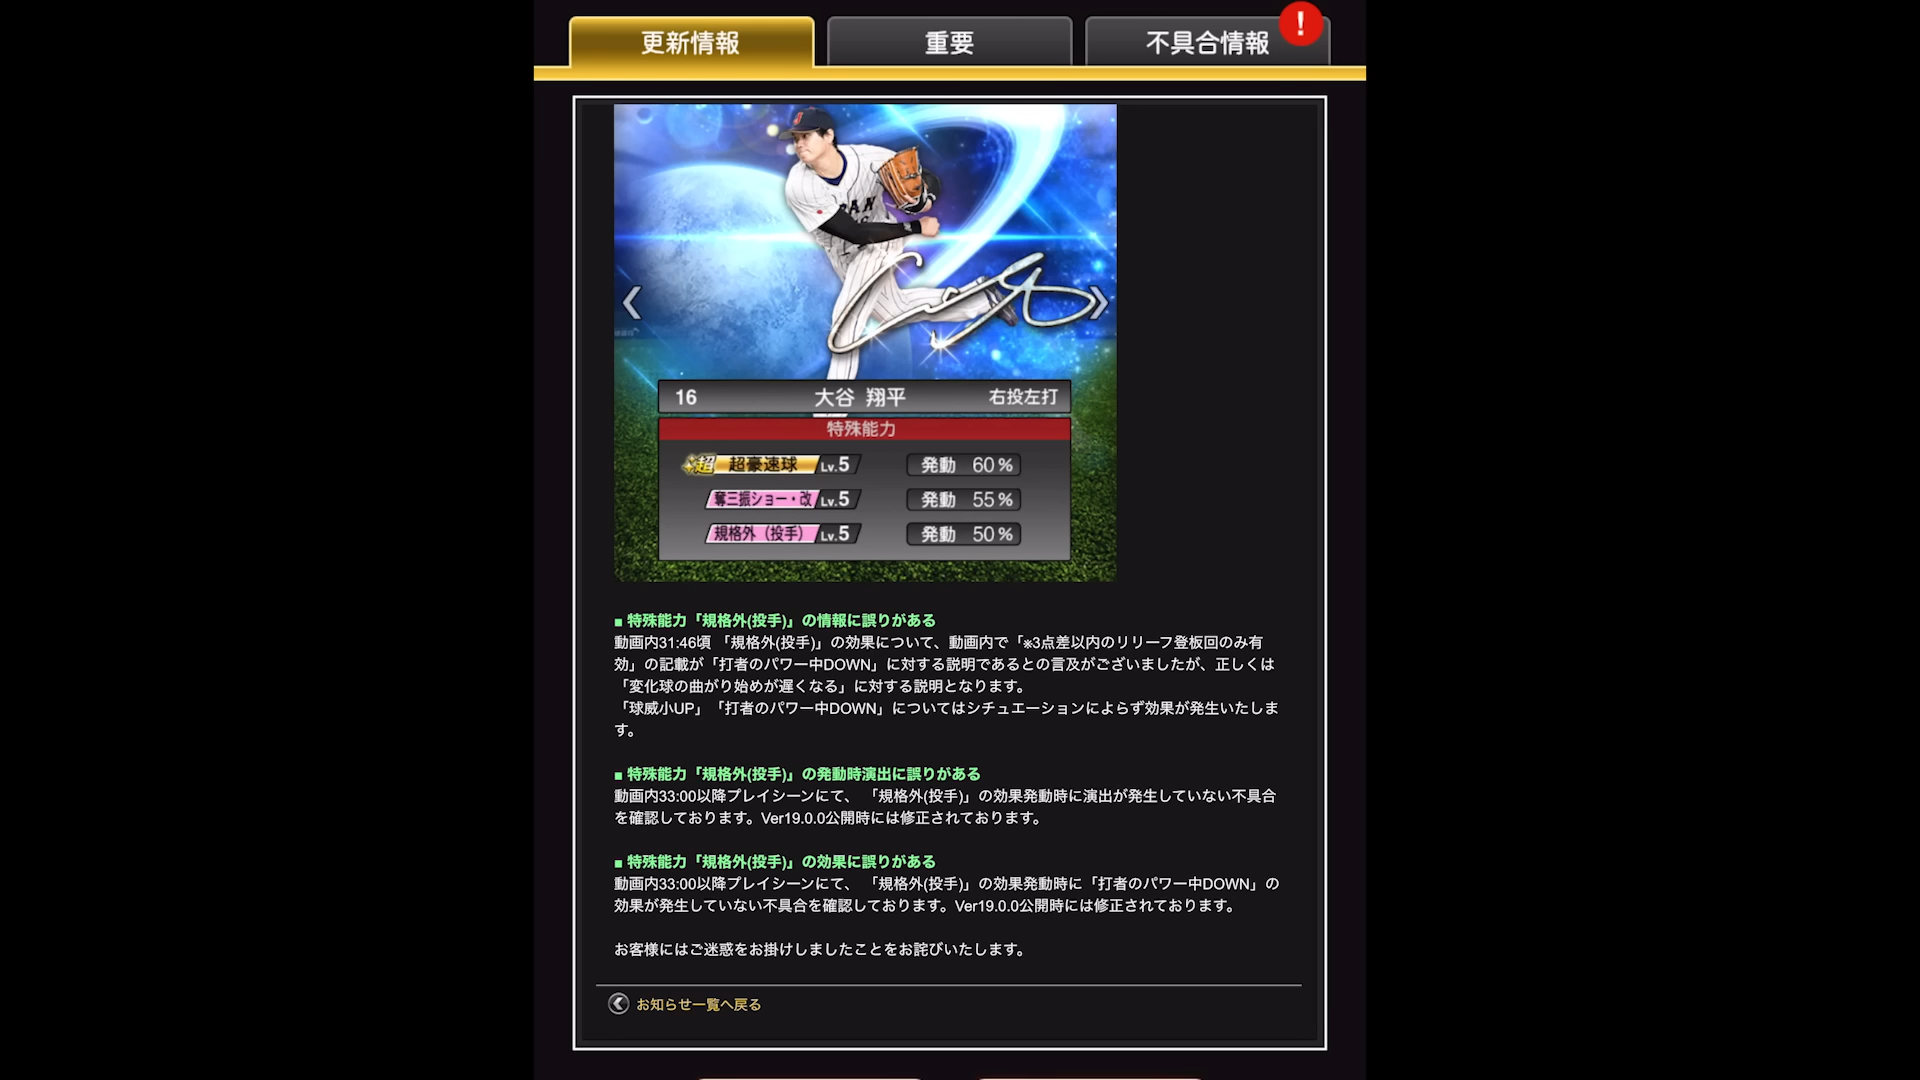 更新情報
重要
不具合情報
!
J
16 大谷 翔平 右投左打
特殊能力
超 超豪速球 Lv.5 発動 60%
奪三振ショー・改 Lv.5 発動 55%
規格外（投手） Lv.5 発動 50%
■ 特殊能力「規格外(投手)」の情報に誤りがある
動画内31:46頃 「規格外(投手)」の効果について、動画内で「※3点差以内のリリーフ登板回のみ有
効」の記載が「打者のパワー中DOWN」に対する説明であるとの言及がございましたが、正しくは
「変化球の曲がり始めが遅くなる」に対する説明となります。
「球威小UP」「打者のパワー中DOWN」についてはシチュエーションによらず効果が発生いたしま
す。
■ 特殊能力「規格外(投手)」の発動時演出に誤りがある
動画内33:00以降プレイシーンにて、 「規格外(投手)」の効果発動時に演出が発生していない不具合
を確認しております。Ver19.0.0公開時には修正されております。
■ 特殊能力「規格外(投手)」の効果に誤りがある
動画内33:00以降プレイシーンにて、 「規格外(投手)」の効果発動時に「打者のパワー中DOWN」の
効果が発生していない不具合を確認しております。Ver19.0.0公開時には修正されております。
お客様にはご迷惑をお掛けしましたことをお詫びいたします。
お知らせ一覧へ戻る